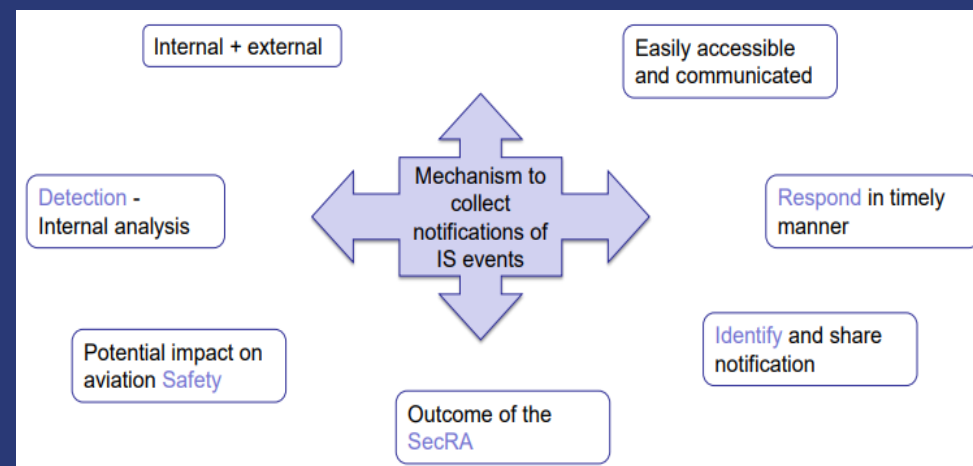 Internal + external
Easily accessible
and communicated
Mechanism to
collect
notifications of
IS events
Detection -
Internal analysis
Respond in timely
manner
Potential impact on
aviation Safety
Identify and share
notification
Outcome of the
SecRA